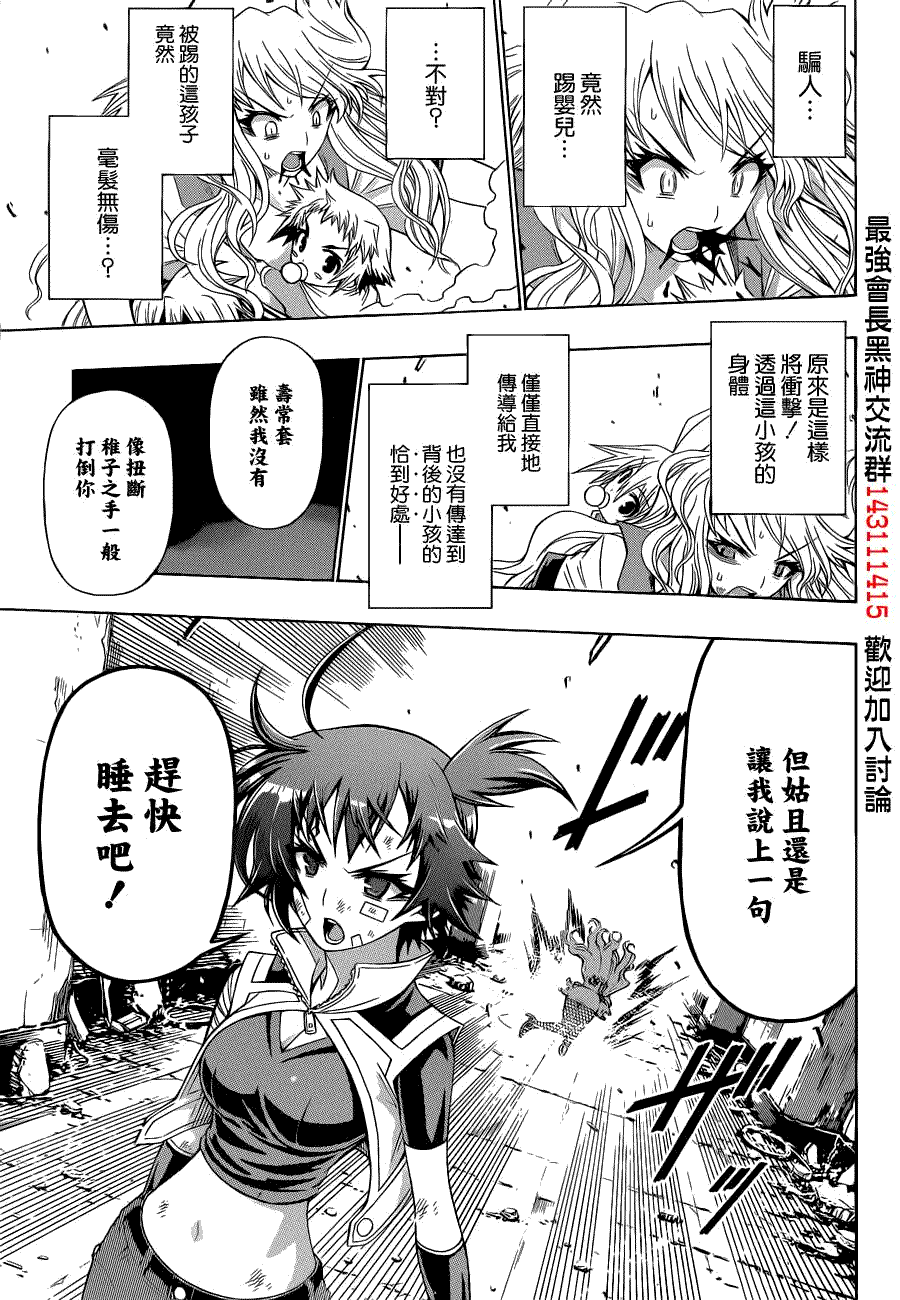 騙人…
竟然
踢嬰兒…
…不對？
被踢的這孩子
竟然
毫髮無傷…？
原來是這樣
將衝擊！
透過這小孩的
身體
僅僅直接地
傳導給我
也沒有傳達到
背後的小孩的
恰到好處——
壽常套
雖然我沒有
像扭斷
稚子之手一般
打倒你
但姑且還是
讓我說上一句
趕快
睡去吧！
ザザッ
最強會長黑神交流群143111415 歡迎加入討論